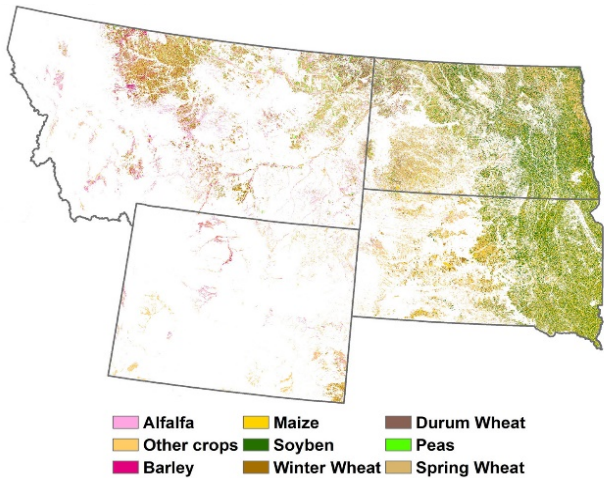 Alfalfa Maize Durum Wheat
Other crops Soyben Peas
Barley Winter Wheat Spring Wheat